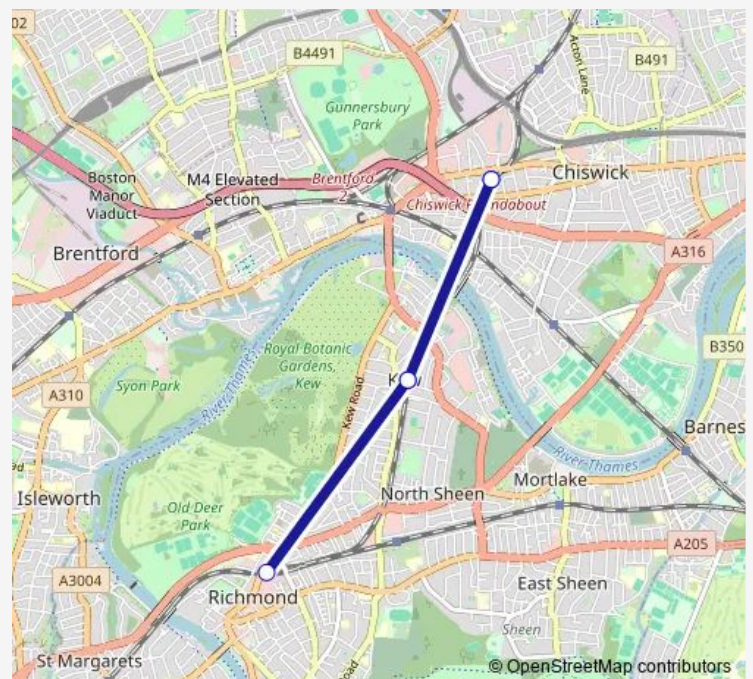 02
B4491
Acton Lane
B491
Gunnersbury
Park
Boston
Manor
Viaduct
M4 Elevated
Section
Brentford
2
Chiswick
Brentford
A316
Royal Botanic
Gardens,
Kew
B350
Syon Park
River Thames
A310
Kew Road
Barnes
River Thames
Isleworth
Old Deer
Park
North Sheen
Mortlake
A205
A3004
Richmond
East Sheen
Sheen
St Margarets
© OpenStreetMap contributors